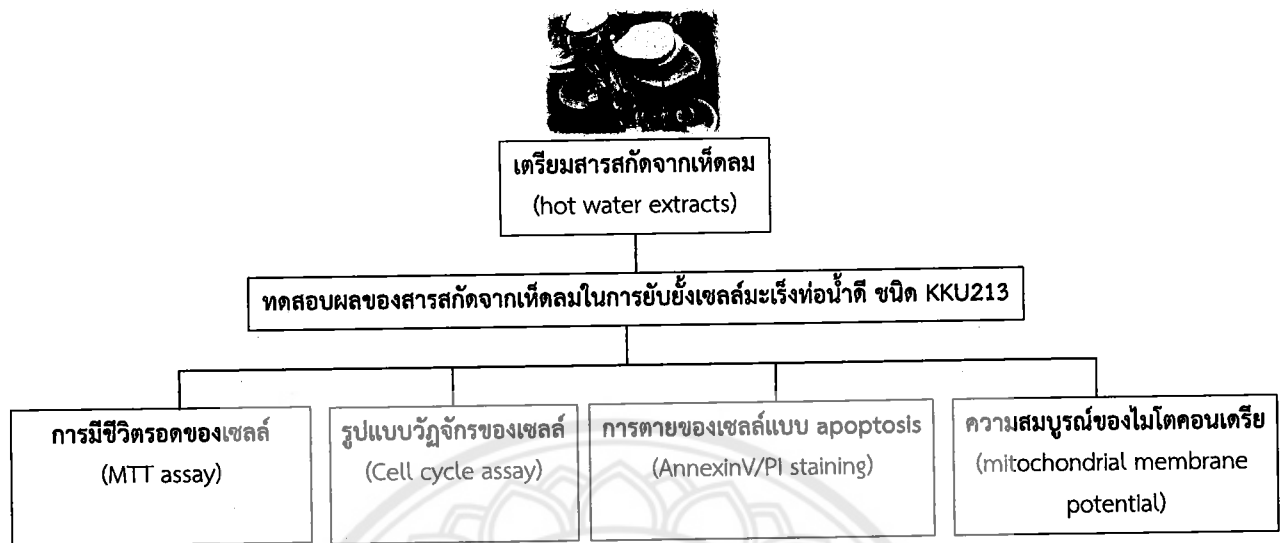 เตรียมสารสกัดจากเห็ดลม
(hot water extracts)
ทดสอบผลของสารสกัดจากเห็ดลมในการยับยั้งเซลล์มะเร็งท่อน้ำดี ชนิด KKU213
การมีชีวิตรอดของเซลล์
(MTT assay)
รูปแบบวัฏจักรของเซลล์
(Cell cycle assay)
การตายของเซลล์แบบ apoptosis
(AnnexinV/PI staining)
ความสมบูรณ์ของไมโตคอนเดรีย
(mitochondrial membrane
potential)